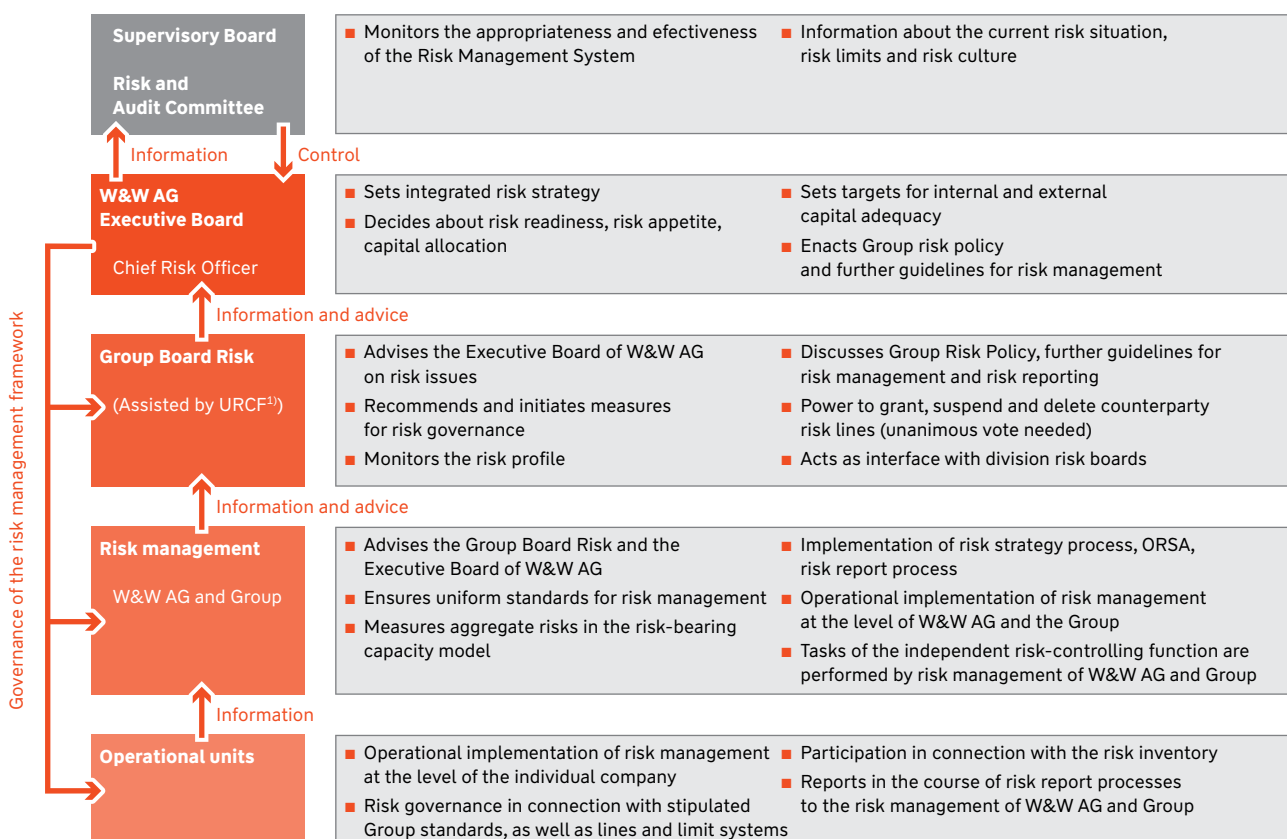 Supervisory Board
Risk and
Audit Committee
■ Monitors the appropriateness and efectiveness
of the Risk Management System
■ Information about the current risk situation,
risk limits and risk culture
Information
Control
W&W AG
Executive Board
Chief Risk Officer
■ Sets integrated risk strategy
■ Decides about risk readiness, risk appetite,
capital allocation
■ Sets targets for internal and external
capital adequacy
■ Enacts Group risk policy
and further guidelines for risk management
Information and advice
Governance of the risk management framework
Group Board Risk
(Assisted by URCF¹⁾)
■ Advises the Executive Board of W&W AG
on risk issues
■ Recommends and initiates measures
for risk governance
■ Monitors the risk profile
■ Discusses Group Risk Policy, further guidelines for
risk management and risk reporting
■ Power to grant, suspend and delete counterparty
risk lines (unanimous vote needed)
■ Acts as interface with division risk boards
Information and advice
Risk management
W&W AG and Group
■ Advises the Group Board Risk and the
Executive Board of W&W AG
■ Ensures uniform standards for risk management
■ Measures aggregate risks in the risk-bearing
capacity model
■ Implementation of risk strategy process, ORSA,
risk report process
■ Operational implementation of risk management
at the level of W&W AG and the Group
■ Tasks of the independent risk-controlling function are
performed by risk management of W&W AG and Group
Information
Operational units
■ Operational implementation of risk management
at the level of the individual company
■ Risk governance in connection with stipulated
Group standards, as well as lines and limit systems
■ Participation in connection with the risk inventory
■ Reports in the course of risk report processes
to the risk management of W&W AG and Group